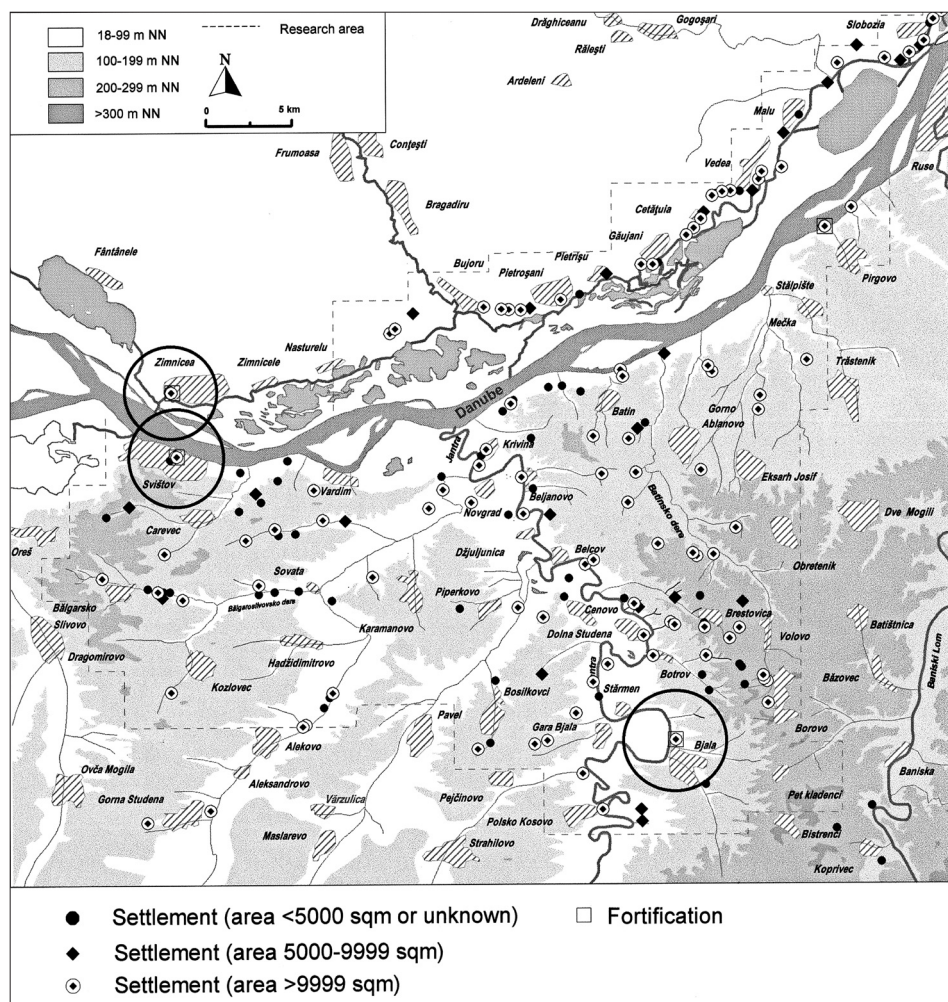 18-99 m NN
100-199 m NN
200-299 m NN
>300 m NN
Research area
N
0 5 km
Drăghiceanu
Gogoşari
Slobozia
Răleşti
Ardeleni
Malu
Frumoasa
Conţeşti
Vedea
Ruse
Bragadiru
Cetăţuia
Găujani
Fântânele
Bujoru
Pietroşani
Pietrişu
Pirgovo
Stălpište
Mečka
Zimnicea
Zimnicele
Nasturelu
Trăstenik
Danube
Batin
Gorno
Ablanovo
Jantra
Krivina
Svištov
Vardim
Eksarh Josif
Beljanovo
Batinsko dere
Novgrad
Dve Mogili
Carevec
Oreš
Džuljunica
Belcov
Obretenik
Sovata
Piperkovo
Bălgaroslivovsko dere
Bălgarsko
Slivovo
Cenovo
Brestovica
Karamanovo
Dolna Studena
Volovo
Batištnica
Dragomirovo
Hadžidimitrovo
Baniski Lom
Kozlovec
Botrov
Băzovec
Bosilkovci
Stărmen
Pavel
Gara Bjala
Borovo
Alekovo
Bjala
Ovča Mogila
Aleksandrovo
Baniska
Gorna Studena
Vărzulica
Pejčinovo
Pet kladenci
Polsko Kosovo
Maslarevo
Strahilovo
Bistrenci
Koprivec
Settlement (area <5000 sqm or unknown)
Fortification
Settlement (area 5000-9999 sqm)
Settlement (area >9999 sqm)